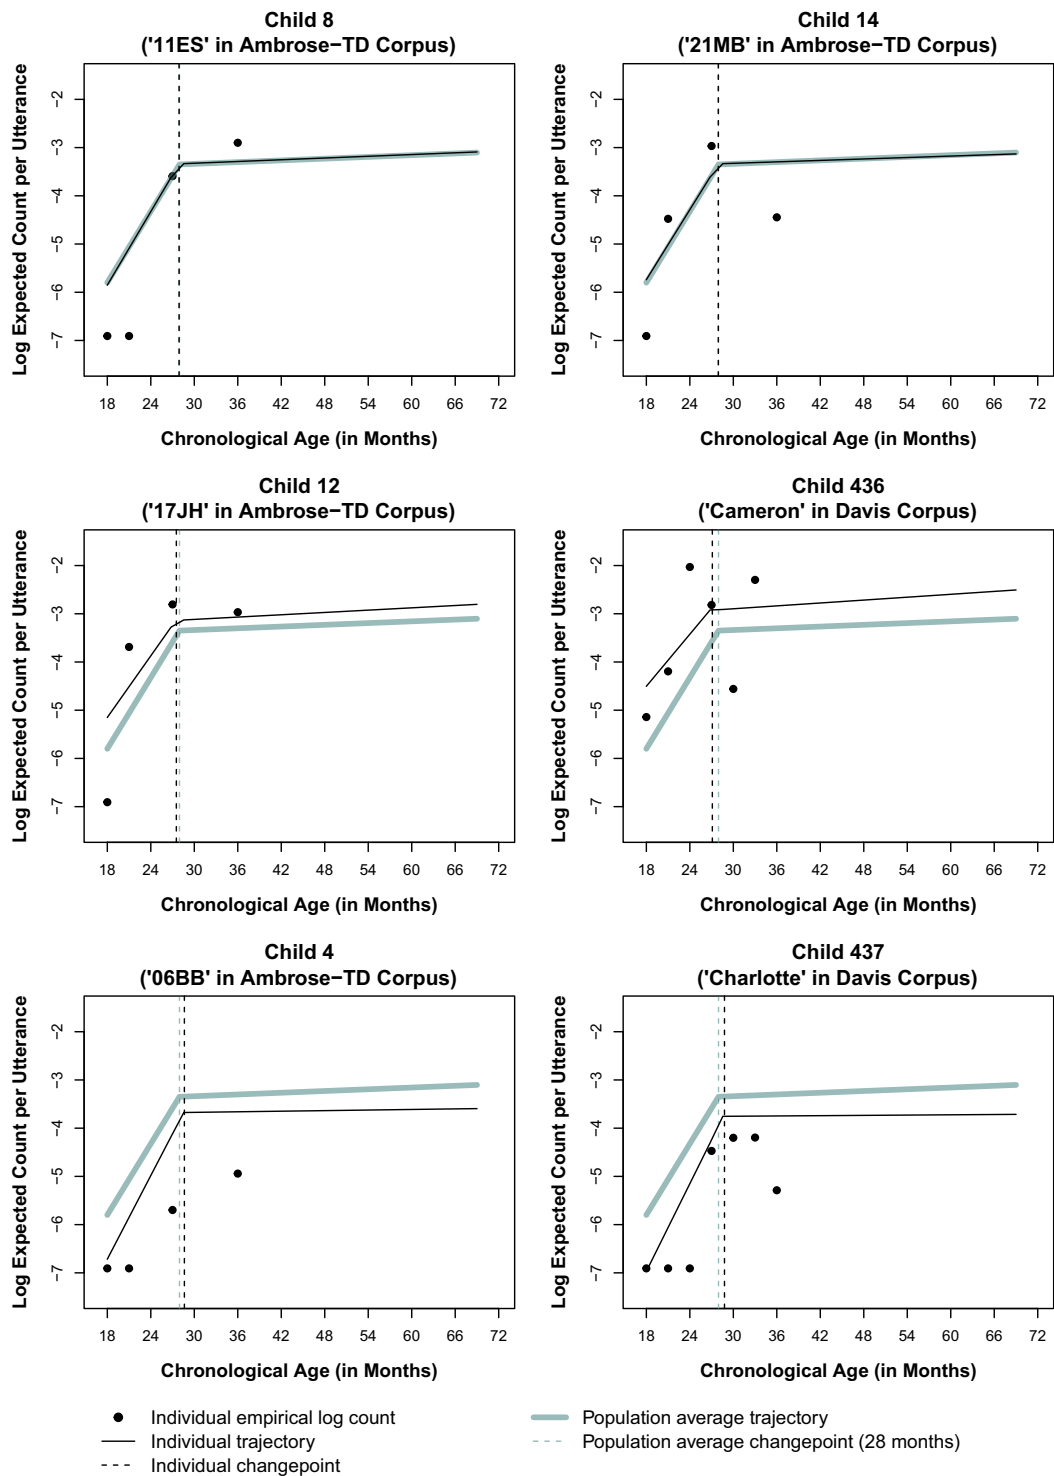 Child 8
('11ES' in Ambrose−TD Corpus)
Log Expected Count per Utterance
−2
−3
−4
−5
−6
−7
18 24 30 36 42 48 54 60 66 72
Chronological Age (in Months)
Child 14
('21MB' in Ambrose−TD Corpus)
Log Expected Count per Utterance
−2
−3
−4
−5
−6
−7
18 24 30 36 42 48 54 60 66 72
Chronological Age (in Months)
Child 12
('17JH' in Ambrose−TD Corpus)
Log Expected Count per Utterance
−2
−3
−4
−5
−6
−7
18 24 30 36 42 48 54 60 66 72
Chronological Age (in Months)
Child 436
('Cameron' in Davis Corpus)
Log Expected Count per Utterance
−2
−3
−4
−5
−6
−7
18 24 30 36 42 48 54 60 66 72
Chronological Age (in Months)
Child 4
('06BB' in Ambrose−TD Corpus)
Log Expected Count per Utterance
−2
−3
−4
−5
−6
−7
18 24 30 36 42 48 54 60 66 72
Chronological Age (in Months)
Child 437
('Charlotte' in Davis Corpus)
Log Expected Count per Utterance
−2
−3
−4
−5
−6
−7
18 24 30 36 42 48 54 60 66 72
Chronological Age (in Months)
Individual empirical log count
Individual trajectory
Individual changepoint
Population average trajectory
Population average changepoint (28 months)